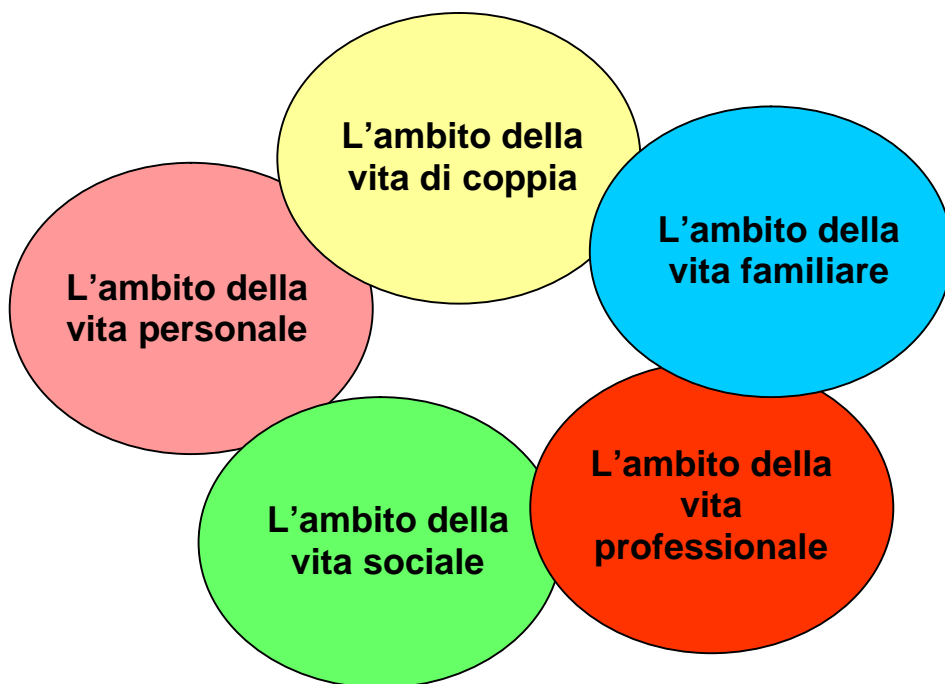 L’ambito della
vita di coppia
L’ambito della
vita familiare
L’ambito della
vita personale
L’ambito della
vita
professionale
L’ambito della
vita sociale